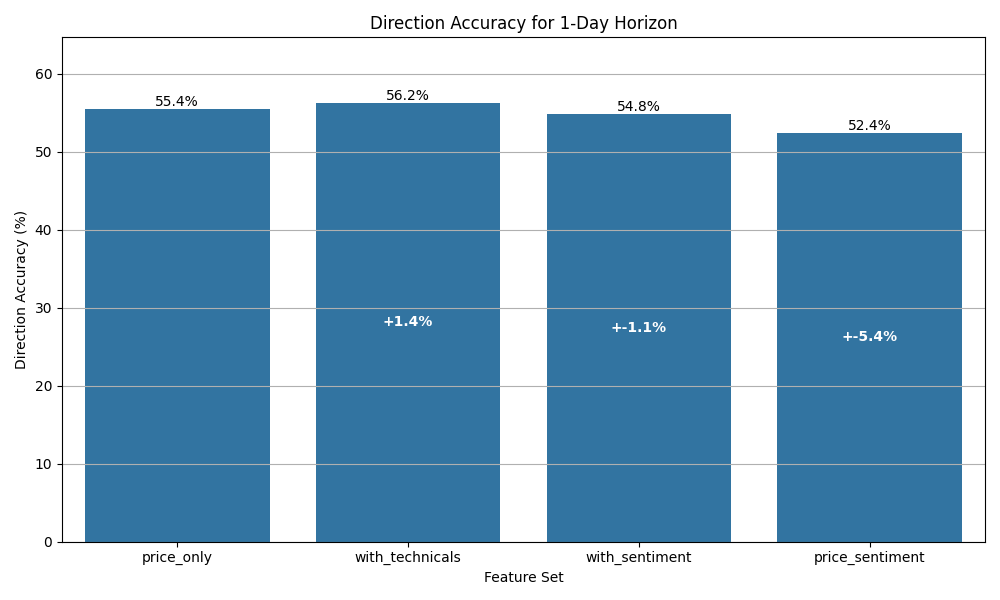 Direction Accuracy for 1-Day Horizon
Direction Accuracy (%)
60
50
40
30
20
10
0
55.4%
56.2%
54.8%
52.4%
+1.4%
+-1.1%
+-5.4%
price_only
with_technicals
with_sentiment
price_sentiment
Feature Set